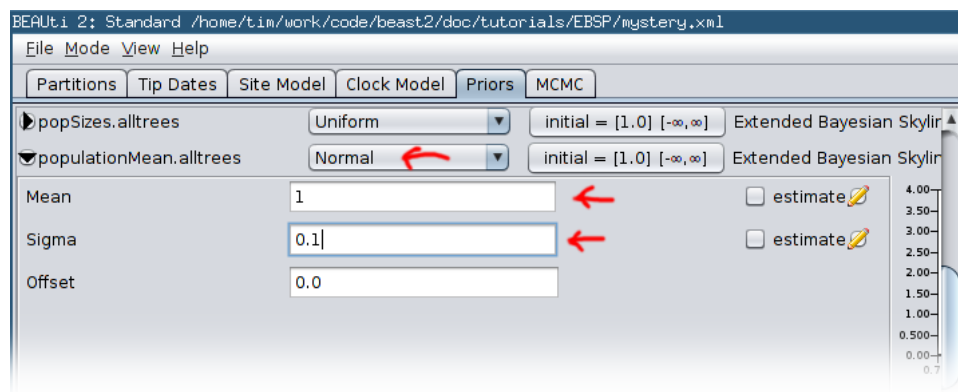 BEAUti 2: Standard /home/tim/work/code/beast2/doc/tutorials/EBSP/mystery.xml
File Mode View Help
Partitions Tip Dates Site Model Clock Model Priors MCMC
popSizes.alltrees Uniform initial = [1.0] [-∞,∞] Extended Bayesian Skylin
populationMean.alltrees Normal initial = [1.0] [-∞,∞] Extended Bayesian Skylin
Mean 1 estimate
Sigma 0.1 estimate
Offset 0.0
4.00
3.50
3.00
2.50
2.00
1.50
1.00
0.500
0.00
0.7